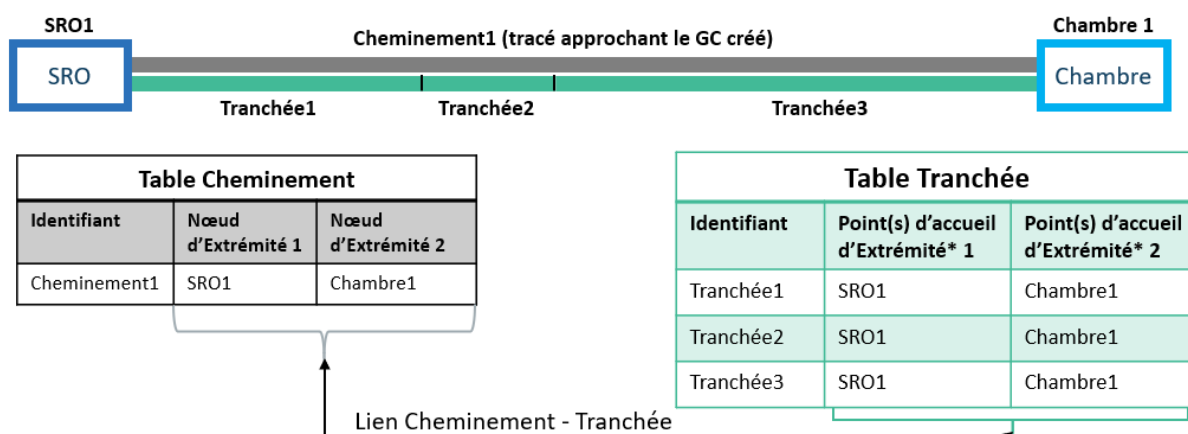 SRO1
Chambre 1
Cheminement1 (tracé approchant le GC créé)
SRO
Chambre
Tranchée1
Tranchée2
Tranchée3
Table Cheminement
Identifiant
Nœud
d'Extrémité 1
Nœud
d'Extrémité 2
Cheminement1
SRO1
Chambre1
Table Tranchée
Identifiant
Point(s) d'accueil
d'Extrémité* 1
Point(s) d'accueil
d'Extrémité* 2
Tranchée1
SRO1
Chambre1
Tranchée2
SRO1
Chambre1
Tranchée3
SRO1
Chambre1
Lien Cheminement - Tranchée